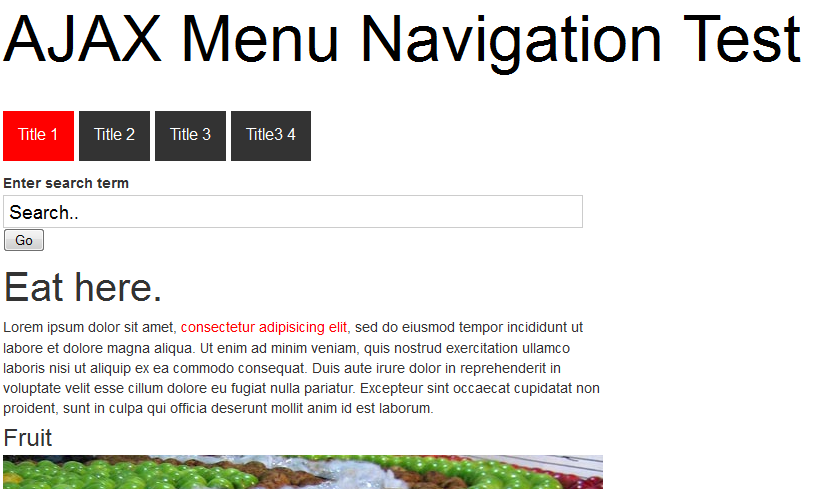 AJAX Menu Navigation Test
Title 1 Title 2 Title 3 Title3 4
Enter search term
Search..
Go
Eat here.
Lorem ipsum dolor sit amet, consectetur adipisicing elit, sed do eiusmod tempor incididunt ut
labore et dolore magna aliqua. Ut enim ad minim veniam, quis nostrud exercitation ullamco
laboris nisi ut aliquip ex ea commodo consequat. Duis aute irure dolor in reprehenderit in
voluptate velit esse cillum dolore eu fugiat nulla pariatur. Excepteur sint occaecat cupidatat non
proident, sunt in culpa qui officia deserunt mollit anim id est laborum.
Fruit